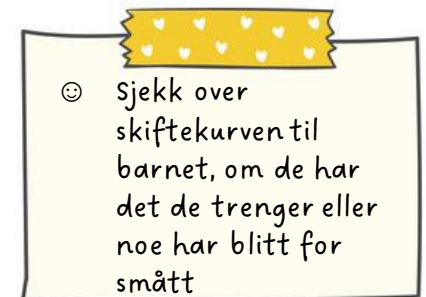 ☺ Sjekk over
skiftekurven til
barnet, om de har
det de trenger eller
noe har blitt for
smått